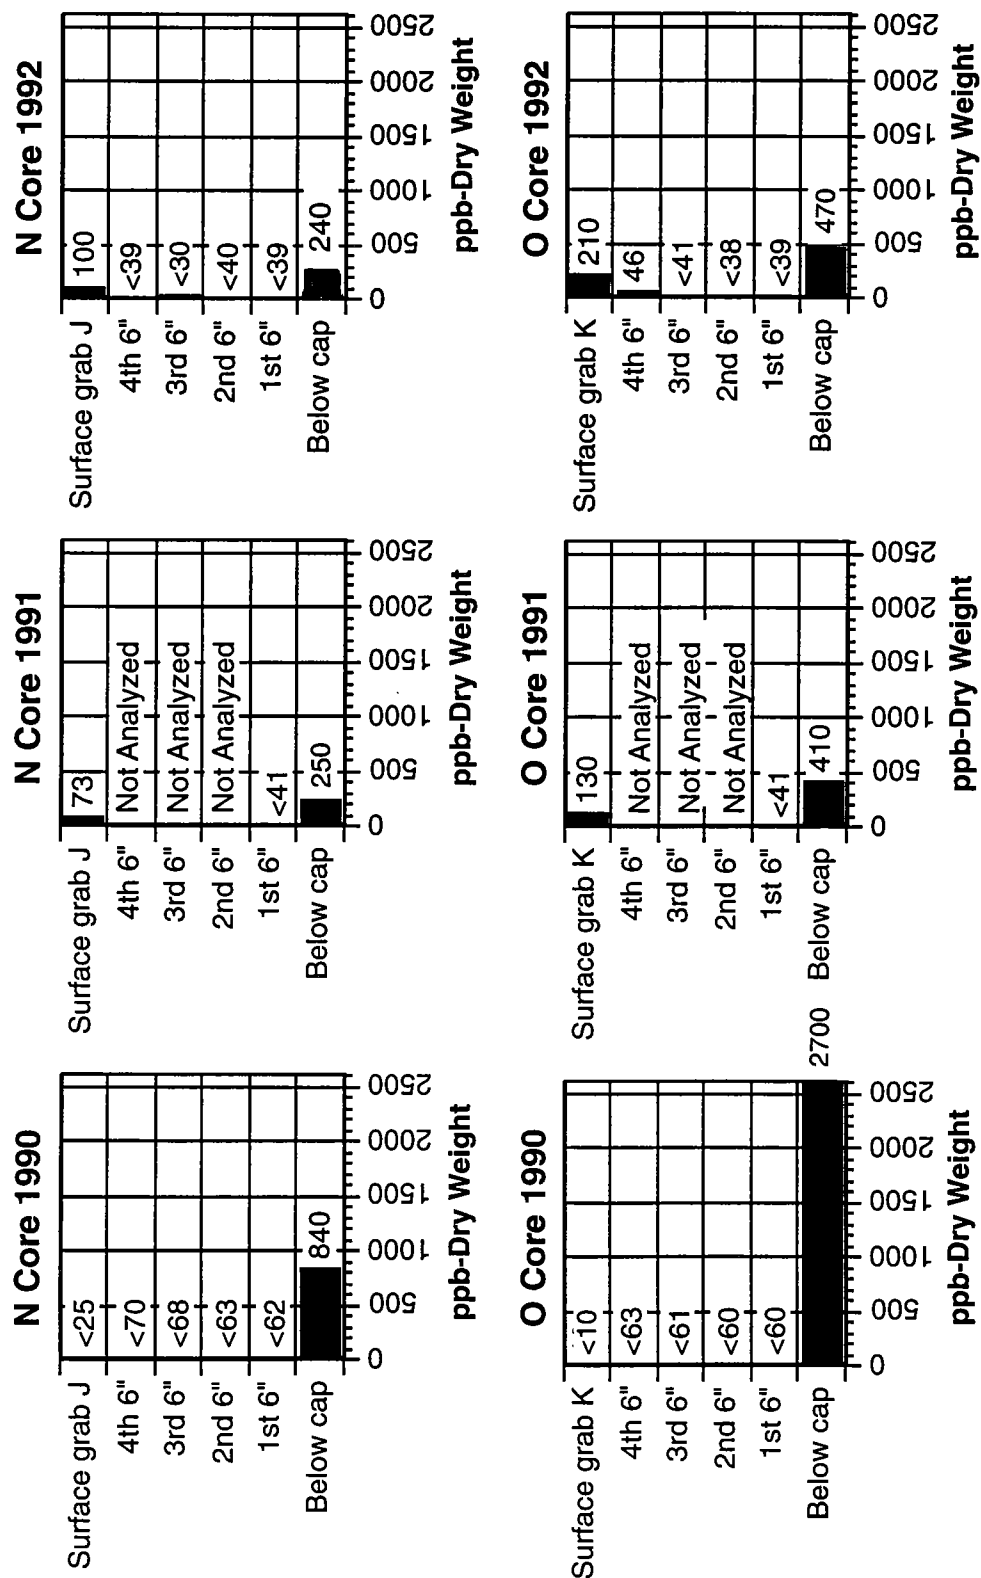 N Core 1990
Surface grab J <25
4th 6" <70
3rd 6" <68
2nd 6" <63
1st 6" <62
Below cap 840
0 500 1000 1500 2000 2500
ppb-Dry Weight
N Core 1991
Surface grab J 73
4th 6" Not Analyzed
3rd 6" Not Analyzed
2nd 6" Not Analyzed
1st 6" <41
Below cap 250
0 500 1000 1500 2000 2500
ppb-Dry Weight
N Core 1992
Surface grab J 100
4th 6" <39
3rd 6" <30
2nd 6" <40
1st 6" <39
Below cap 240
0 500 1000 1500 2000 2500
ppb-Dry Weight
O Core 1990
Surface grab K <10
4th 6" <63
3rd 6" <61
2nd 6" <60
1st 6" <60
Below cap 2700
0 500 1000 1500 2000 2500
ppb-Dry Weight
O Core 1991
Surface grab K 130
4th 6" Not Analyzed
3rd 6" Not Analyzed
2nd 6" Not Analyzed
1st 6" <41
Below cap 410
0 500 1000 1500 2000 2500
ppb-Dry Weight
O Core 1992
Surface grab K 210
4th 6" 46
3rd 6" <41
2nd 6" <38
1st 6" <39
Below cap 470
0 500 1000 1500 2000 2500
ppb-Dry Weight